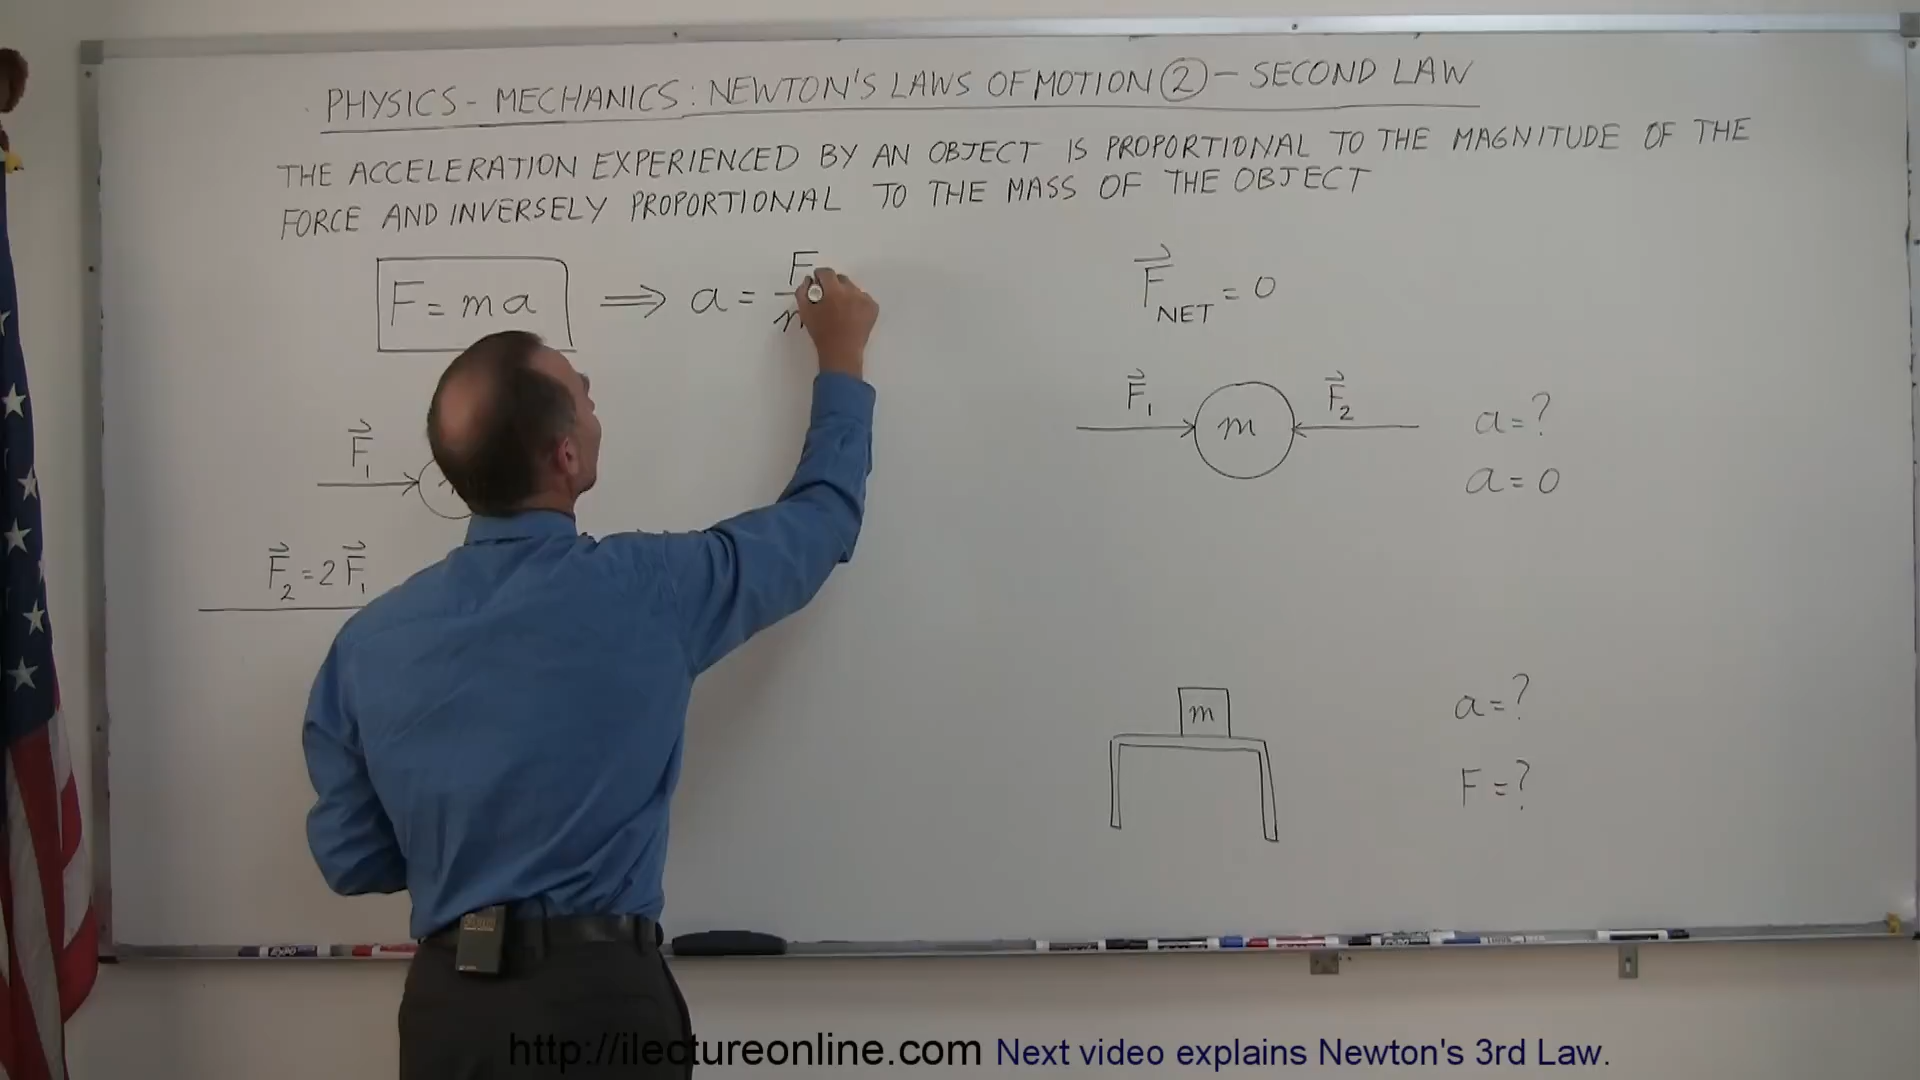 PHYSICS - MECHANICS: NEWTON'S LAWS OF MOTION ② - SECOND LAW
THE ACCELERATION EXPERIENCED BY AN OBJECT IS PROPORTIONAL TO THE MAGNITUDE OF THE
FORCE AND INVERSELY PROPORTIONAL TO THE MASS OF THE OBJECT
F = ma ⟹ a = F/m
F⃗₁
F⃗₂ = 2F⃗₁
F⃗NET = 0
F⃗₁ m F⃗₂ a = ?
a = 0
m a = ?
F = ?
http://ilectureonline.com Next video explains Newton's 3rd Law.